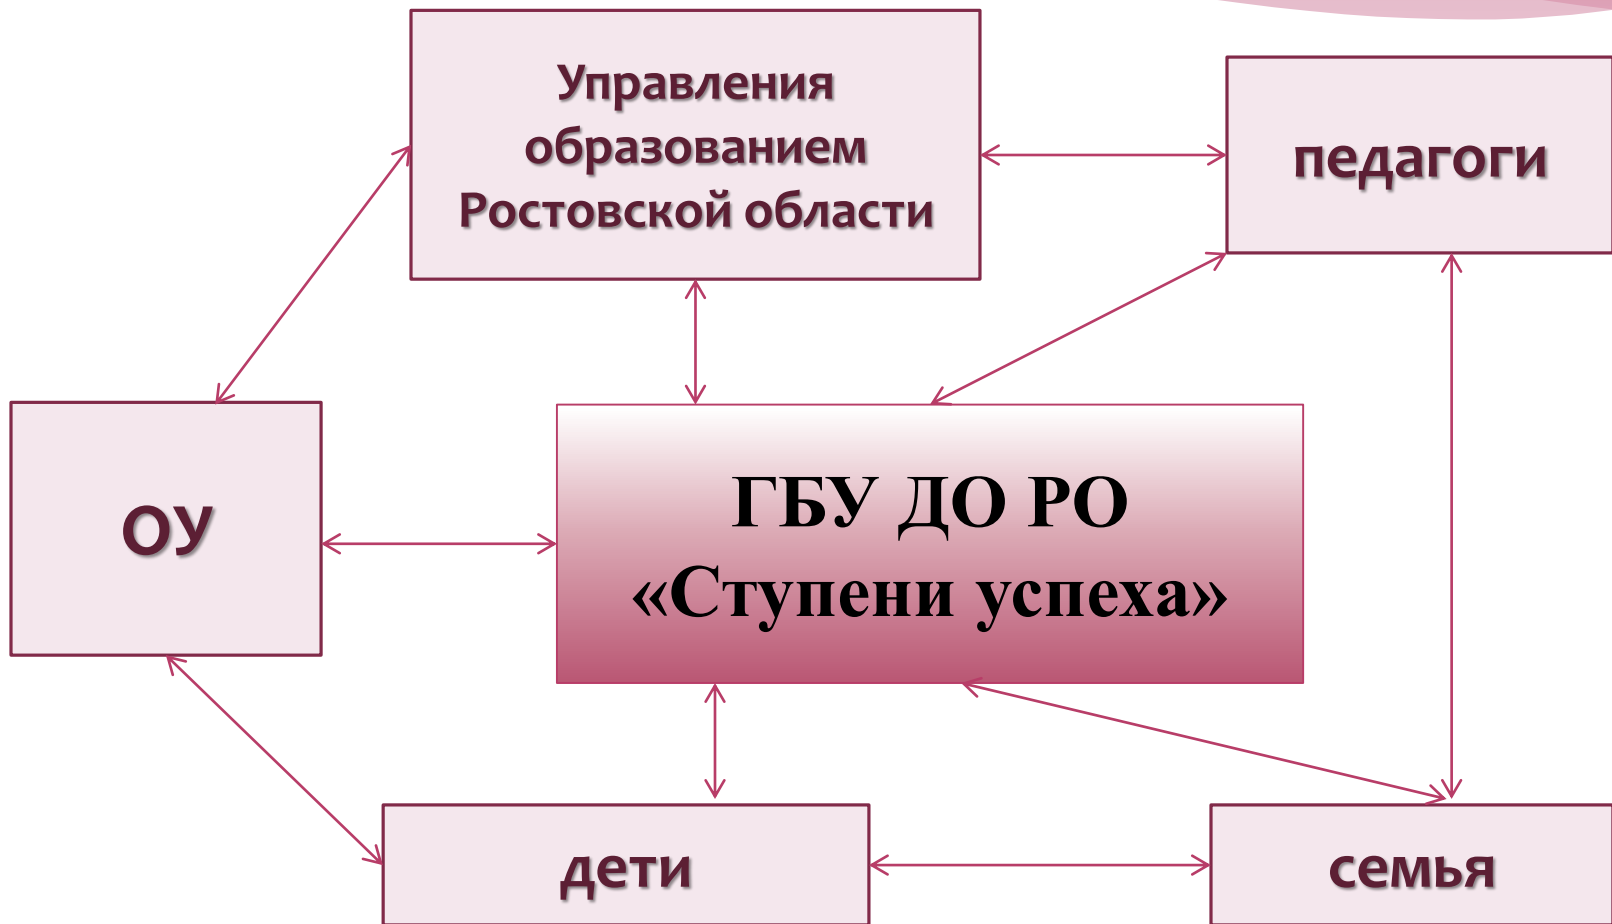 Управления
образованием
Ростовской области
педагоги
ОУ
ГБУ ДО РО
«Ступени успеха»
дети
семья